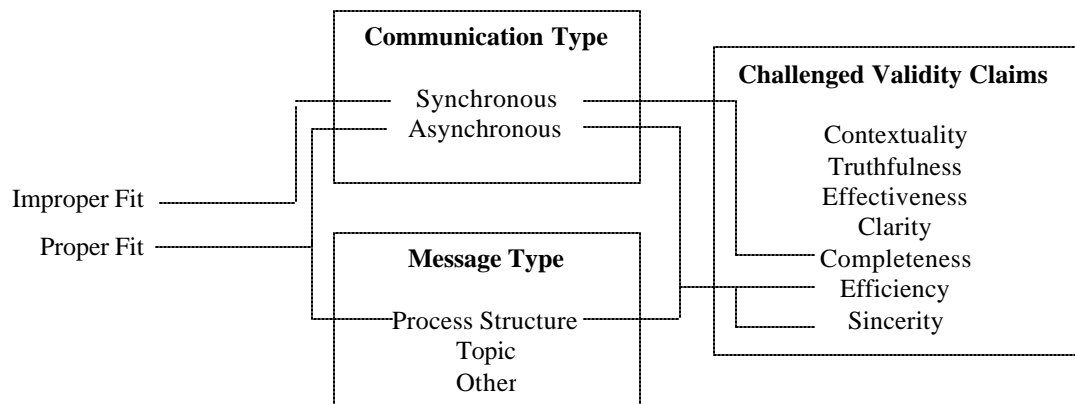 Communication Type
Synchronous
Asynchronous
Improper Fit
Proper Fit
Message Type
Process Structure
Topic
Other
Challenged Validity Claims
Contextuality
Truthfulness
Effectiveness
Clarity
Completeness
Efficiency
Sincerity